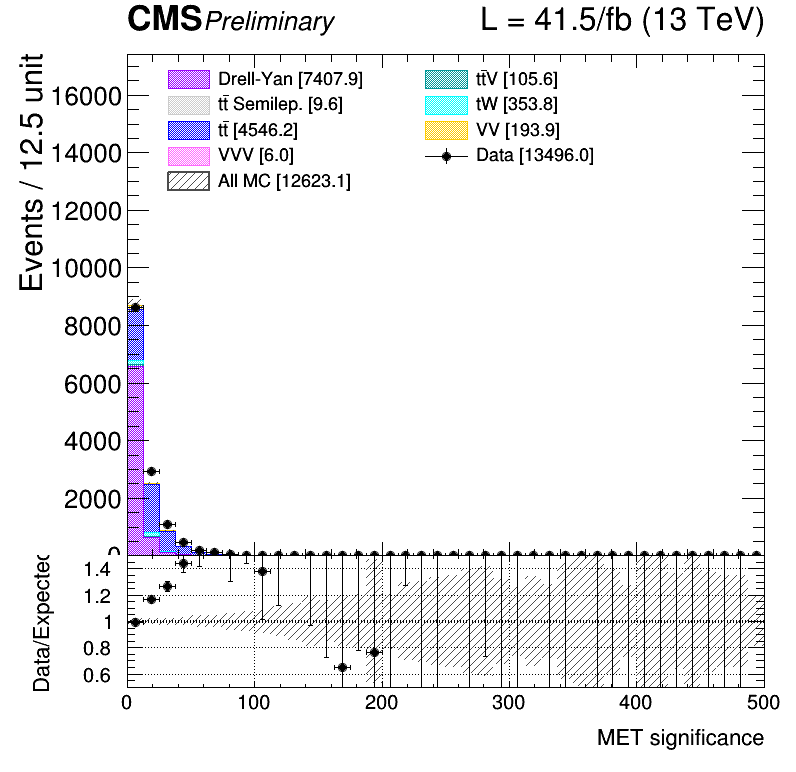 CMS Preliminary L = 41.5/fb (13 TeV)
Events / 12.5 unit
16000
14000
12000
10000
8000
6000
4000
2000
0
Drell-Yan [7407.9]
tt̄ Semilep. [9.6]
tt̄ [4546.2]
VVV [6.0]
All MC [12623.1]
tt̄V [105.6]
tW [353.8]
VV [193.9]
Data [13496.0]
Data/Expected
1.4
1.2
1
0.8
0.6
0 100 200 300 400 500
MET significance